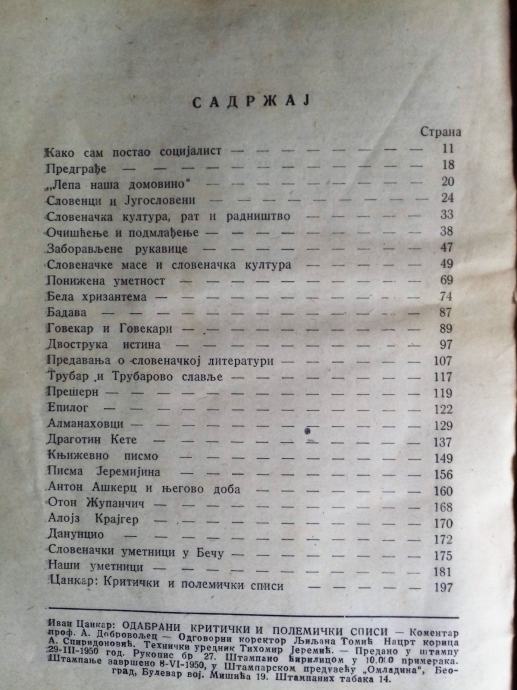 САДРЖАЈ
Страна
Како сам постао социјалист — — — — — — — 11
Предграђе — — — — — — — — — — — 18
„Лепа наша домовино“ — — — — — — — — 20
Словенци и Југословени — — — — — — — — 24
Словеначка култура, рат и радништво — — — — 33
Очишћење и подмлађење — — — — — — — — 38
Заборављене рукавице — — — — — — — — 47
Словеначке масе и словеначка култура — — — — 49
Понижена уметност — — — — — — — — — 69
Бела хризантема — — — — — — — — — 74
Бадава — — — — — — — — — — — — 87
Говекар и Говекари — — — — — — — — — 89
Двострука истина — — — — — — — — — 97
Предавања о словеначкој литератури — — — — 107
Трубар и Трубарово славље — — — — — — — 117
Прешерн — — — — — — — — — — — 119
Епилог — — — — — — — — — — — — 122
Алманаховци — — — — — — — — — — 129
Драготин Кете — — — — — — — — — — 137
Књижевно писмо — — — — — — — — — 149
Писма Јеремијина — — — — — — — — — 156
Антон Ашкерц и његово доба — — — — — — 160
Отон Жупанчич — — — — — — — — — — 168
Алојз Крајгер — — — — — — — — — — 170
Данунцио — — — — — — — — — — — 172
Словеначки уметници у Бечу — — — — — — 175
Наши уметници — — — — — — — — — — 181
Цанкар: Критички и полемички списи — — — — 197
Иван Цанкар: ОДАБРАНИ КРИТИЧКИ И ПОЛЕМИЧКИ СПИСИ — Коментар
проф. А. Добровољец — Одговорни коректор Љиљана Томић Нацрт корица
А. Спиридоновић, Технички уредник Тихомир Јеремић. — Предано у штампу
29-III-1950 год. Рукопис бр 27. Штампано ћирилицом у 10.000 примерака.
Штампање завршено 8-VI-1950, у Штампарском предузећу „Омладина“, Бео-
град, Булевар вој. Мишића 19. Штампаних табака 14.